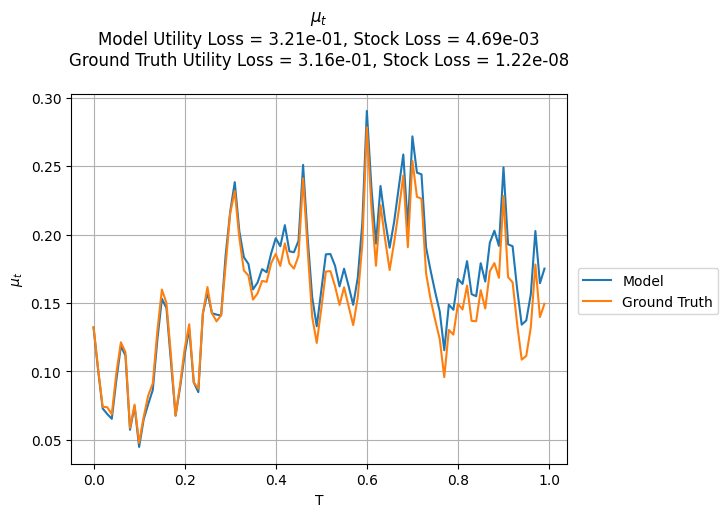 μt
Model Utility Loss = 3.21e-01, Stock Loss = 4.69e-03
Ground Truth Utility Loss = 3.16e-01, Stock Loss = 1.22e-08
0.30
0.25
0.20
0.15
0.10
0.05
μt
0.0 0.2 0.4 0.6 0.8 1.0
T
Model
Ground Truth